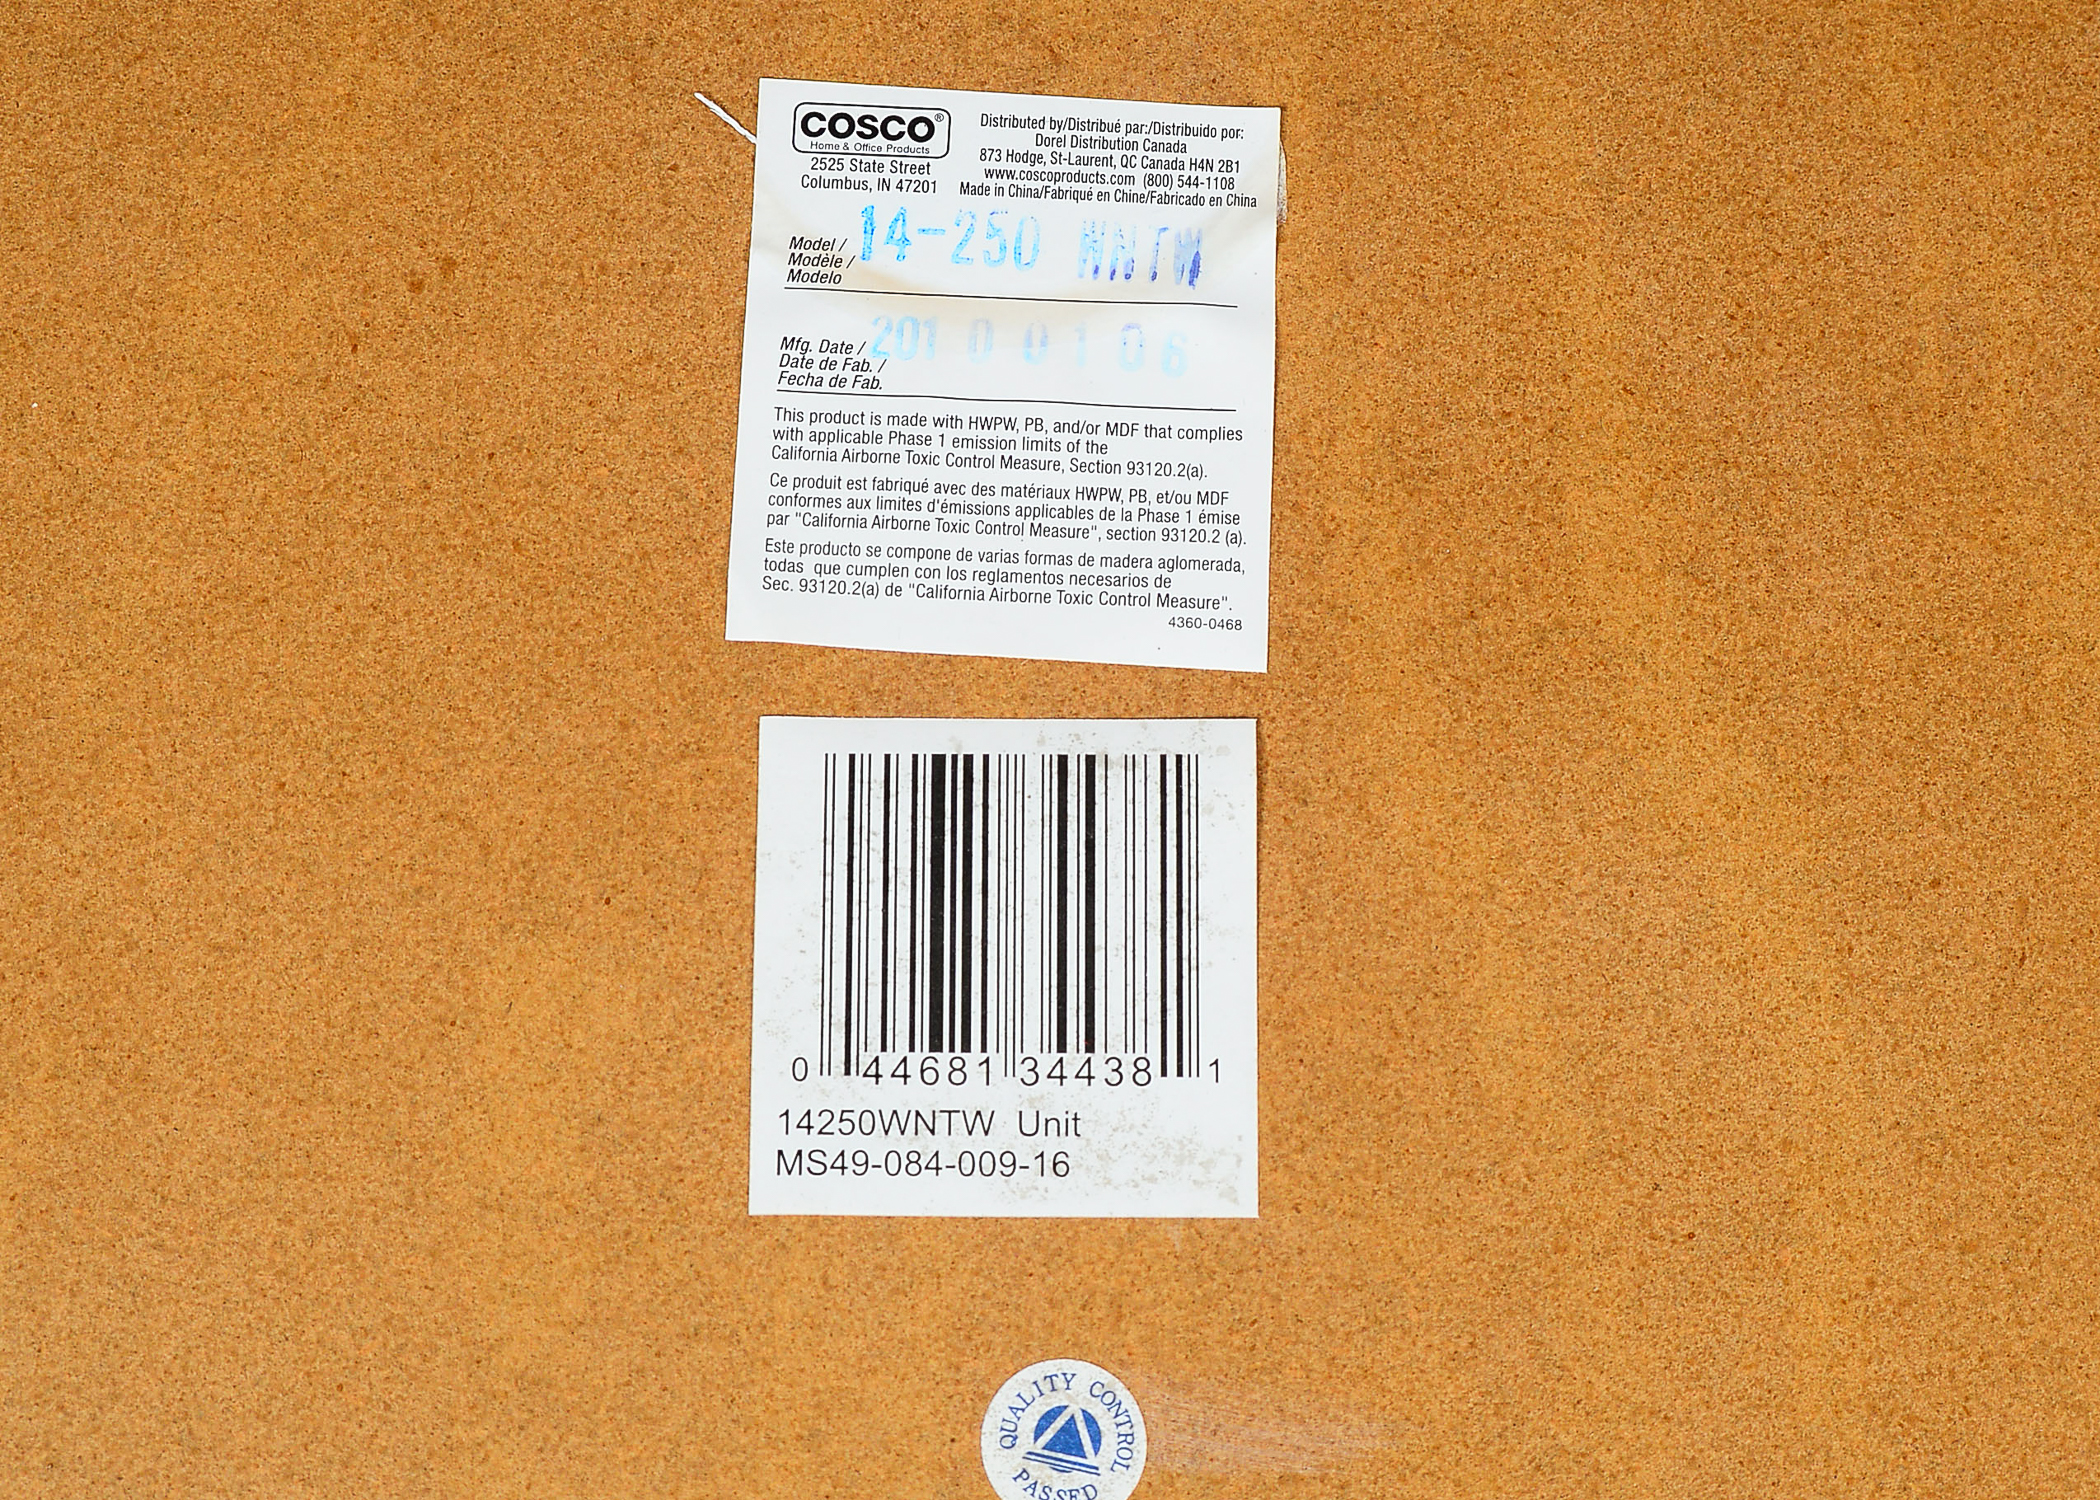 COSCO®
Home & Office Products
2525 State Street
Columbus, IN 47201
Distributed by/Distribué par:/Distribuido por:
Dorel Distribution Canada
873 Hodge, St-Laurent, QC Canada H4N 2B1
www.coscoproducts.com (800) 544-1108
Made in China/Fabriqué en Chine/Fabricado en China
Model / 14-250 WNTW
Modèle /
Modelo
Mfg. Date / 20100106
Date de Fab. /
Fecha de Fab.
This product is made with HWPW, PB, and/or MDF that complies
with applicable Phase 1 emission limits of the
California Airborne Toxic Control Measure, Section 93120.2(a).
Ce produit est fabriqué avec des matériaux HWPW, PB, et/ou MDF
conformes aux limites d'émissions applicables de la Phase 1 émise
par "California Airborne Toxic Control Measure", section 93120.2 (a).
Este producto se compone de varias formas de madera aglomerada,
todas que cumplen con los reglamentos necesarios de
Sec. 93120.2(a) de "California Airborne Toxic Control Measure".
4360-0468
0 44681 34438 1
14250WNTW Unit
MS49-084-009-16
QUALITY CONTROL
PASSED